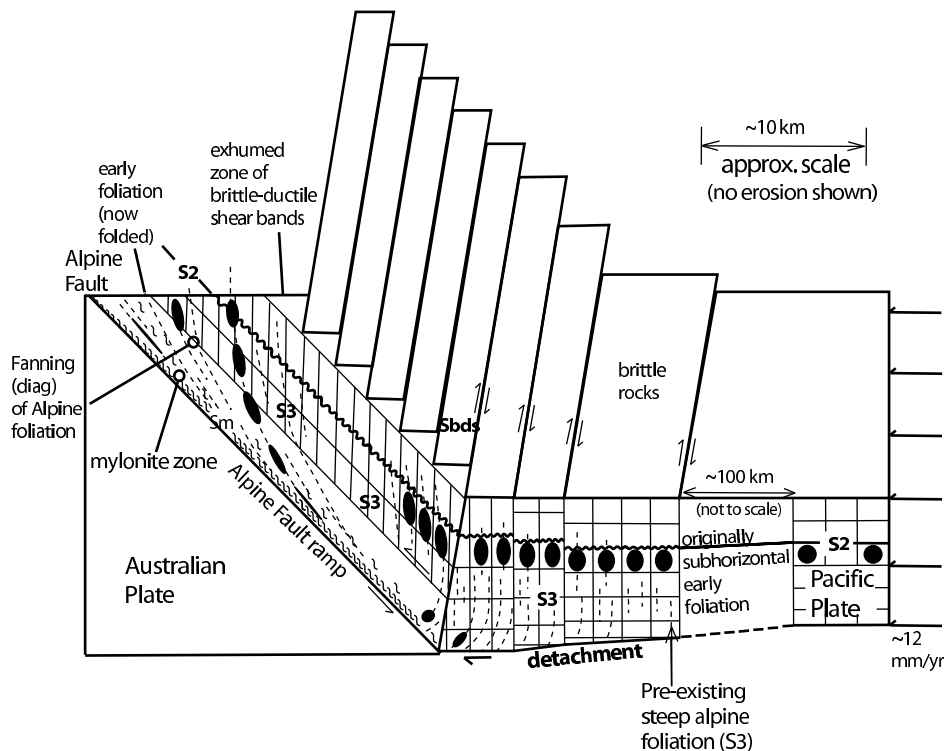 ~10 km
approx. scale
(no erosion shown)
early
foliation
(now
folded)
exhumed
zone of
brittle-ductile
shear bands
S2
Alpine
Fault
Fanning
(diag)
of Alpine
foliation
Sm
mylonite zone
S3
S3
Alpine Fault ramp
Australian
Plate
Sbds
brittle
rocks
~100 km
(not to scale)
originally
subhorizontal
early
foliation
S2
S3
Pacific
Plate
detachment
~12
mm/yr
Pre-existing
steep alpine
foliation (S3)